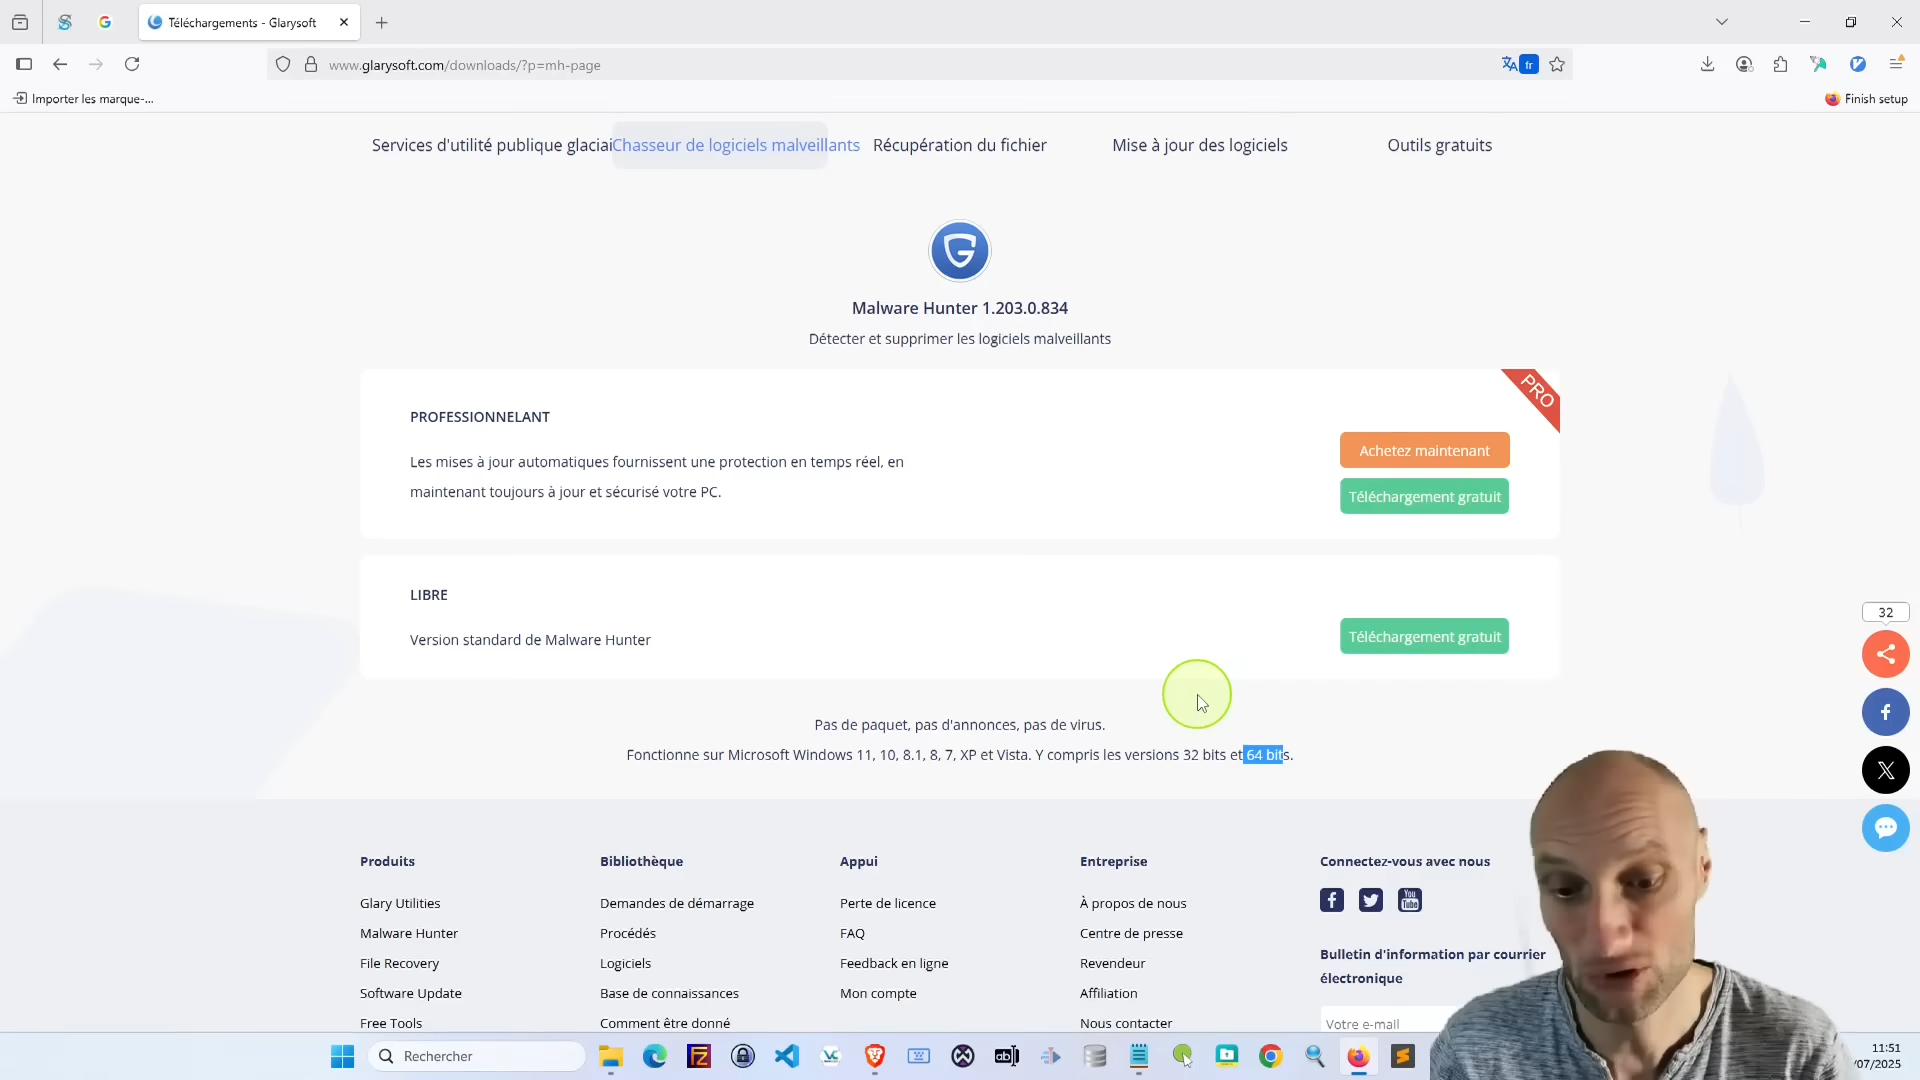 Téléchargements - Glarysoft
www.glarysoft.com/downloads/?p=mh-page
fr
Importer les marque-...
Finish setup
Services d'utilité publique glaciai
Chasseur de logiciels malveillants
Récupération du fichier
Mise à jour des logiciels
Outils gratuits
Malware Hunter 1.203.0.834
Détecter et supprimer les logiciels malveillants
PRO
PROFESSIONNELANT
Les mises à jour automatiques fournissent une protection en temps réel, en
maintenant toujours à jour et sécurisé votre PC.
Achetez maintenant
Téléchargement gratuit
LIBRE
Version standard de Malware Hunter
Téléchargement gratuit
32
Pas de paquet, pas d'annonces, pas de virus.
Fonctionne sur Microsoft Windows 11, 10, 8.1, 8, 7, XP et Vista. Y compris les versions 32 bits et 64 bits.
Produits
Glary Utilities
Malware Hunter
File Recovery
Software Update
Free Tools
Bibliothèque
Demandes de démarrage
Procédés
Logiciels
Base de connaissances
Comment être donné
Appui
Perte de licence
FAQ
Feedback en ligne
Mon compte
Entreprise
À propos de nous
Centre de presse
Revendeur
Affiliation
Nous contacter
Connectez-vous avec nous
You Tube
Bulletin d'information par courrier
électronique
Votre e-mail
Rechercher
11:51
/07/2025